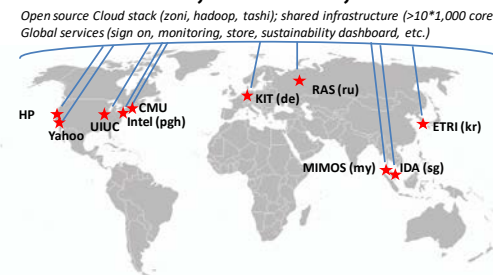 Open source Cloud stack (zoni, hadoop, tashi); shared infrastructure (>10*1,000 core
Global services (sign on, monitoring, store, sustainability dashboard, etc.)
RAS (ru)
KIT (de)
CMU
HP
Intel (pgh)
UIUC
ETRI (kr)
Yahoo
MIMOS (my)
IDA (sg)